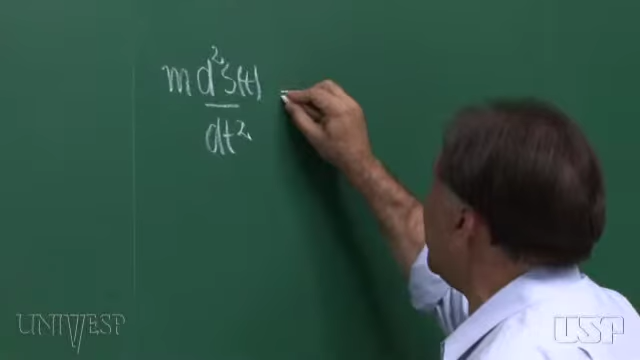 m d²s(t) =
dt²
UNIVESP
USP